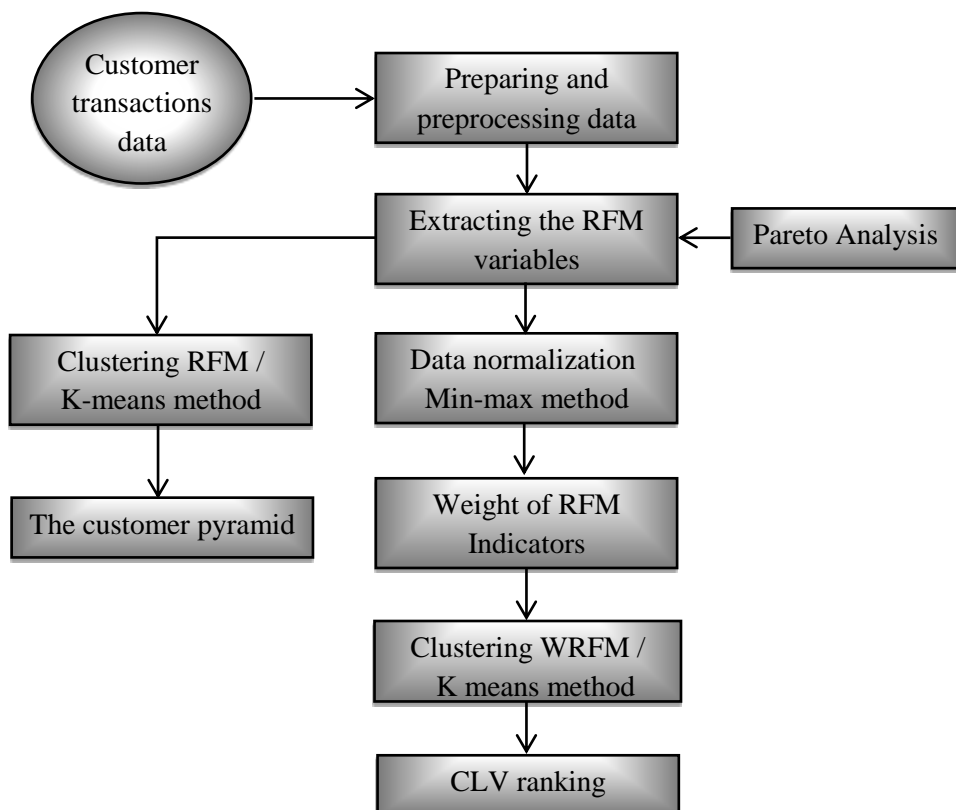 Customer
transactions
data
Preparing and
preprocessing data
Extracting the RFM
variables
Pareto Analysis
Clustering RFM /
K-means method
Data normalization
Min-max method
The customer pyramid
Weight of RFM
Indicators
Clustering WRFM /
K means method
CLV ranking